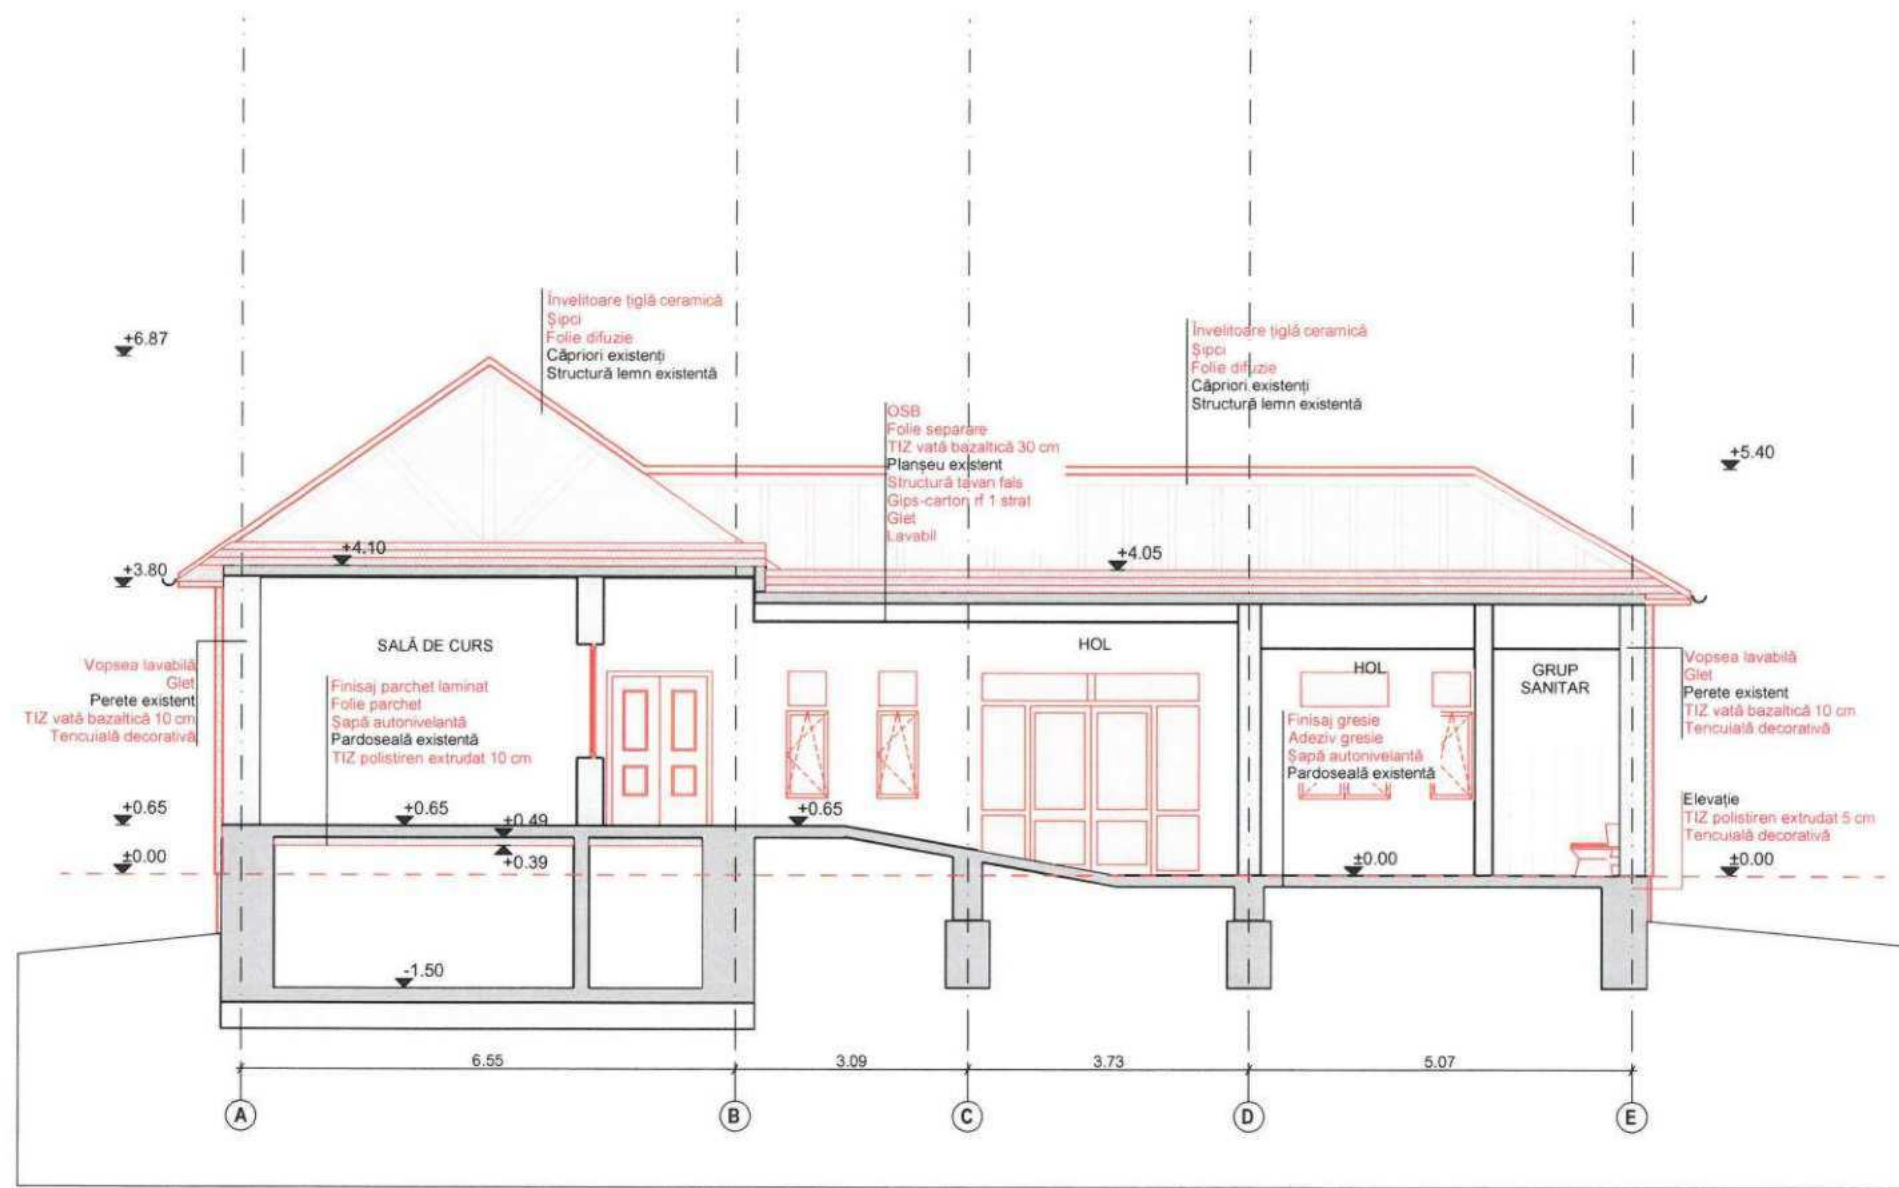 Învelitoare țiglă ceramică
Șipci
Folie difuzie
Căpriori existenți
Structură lemn existentă
Învelitoare țiglă ceramică
Șipci
Folie difuzie
Căpriori existenți
Structură lemn existentă
+6.87
OSB
Folie separare
TIZ vată bazaltică 30 cm
Planșeu existent
Structură tavan fals
Gips-carton rf 1 strat
Glet
Lavabil
+5.40
+4.10
+4.05
+3.80
SALĂ DE CURS
HOL
HOL
GRUP
SANITAR
Vopsea lavabilă
Glet
Perete existent
TIZ vată bazaltică 10 cm
Tencuială decorativă
Finisaj parchet laminat
Folie parchet
Șapă autonivelantă
Pardoseală existentă
TIZ polistiren extrudat 10 cm
Finisaj gresie
Adeziv gresie
Șapă autonivelantă
Pardoseală existentă
Vopsea lavabilă
Glet
Perete existent
TIZ vată bazaltică 10 cm
Tencuială decorativă
Elevație
TIZ polistiren extrudat 5 cm
Tencuială decorativă
+0.65
+0.65
+0.49
+0.65
±0.00
+0.39
±0.00
±0.00
-1.50
6.55
3.09
3.73
5.07
A
B
C
D
E